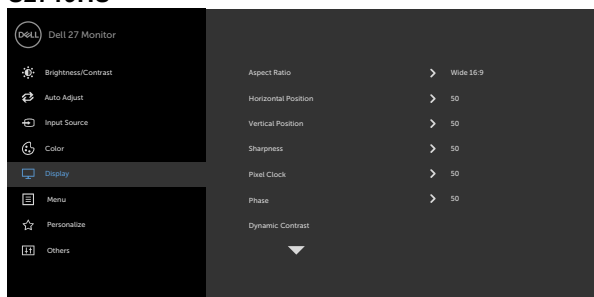 DELL
Dell 27 Monitor
Brightness/Contrast
Auto Adjust
Input Source
Color
Display
Menu
Personalize
Others
Aspect Ratio Wide 16:9
Horizontal Position 50
Vertical Position 50
Sharpness 50
Pixel Clock 50
Phase 50
Dynamic Contrast